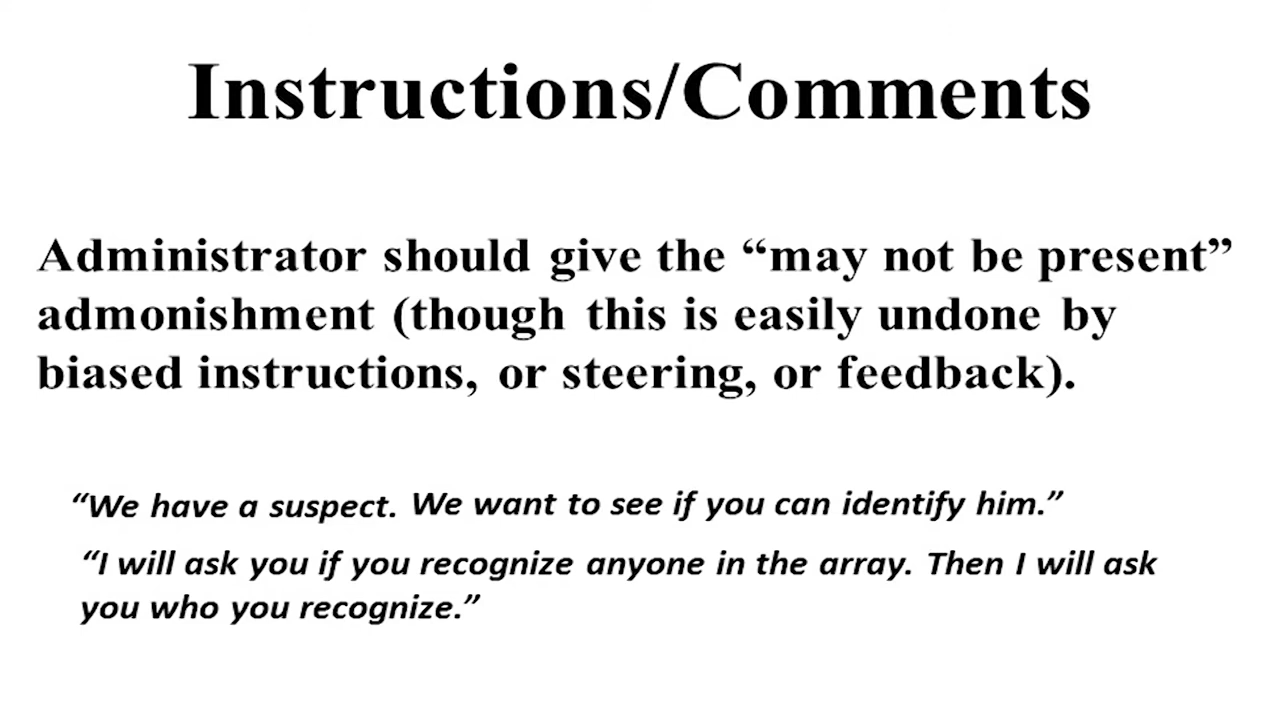 Instructions/Comments
Administrator should give the “may not be present”
admonishment (though this is easily undone by
biased instructions, or steering, or feedback).
“We have a suspect. We want to see if you can identify him.”
“I will ask you if you recognize anyone in the array. Then I will ask
you who you recognize.”